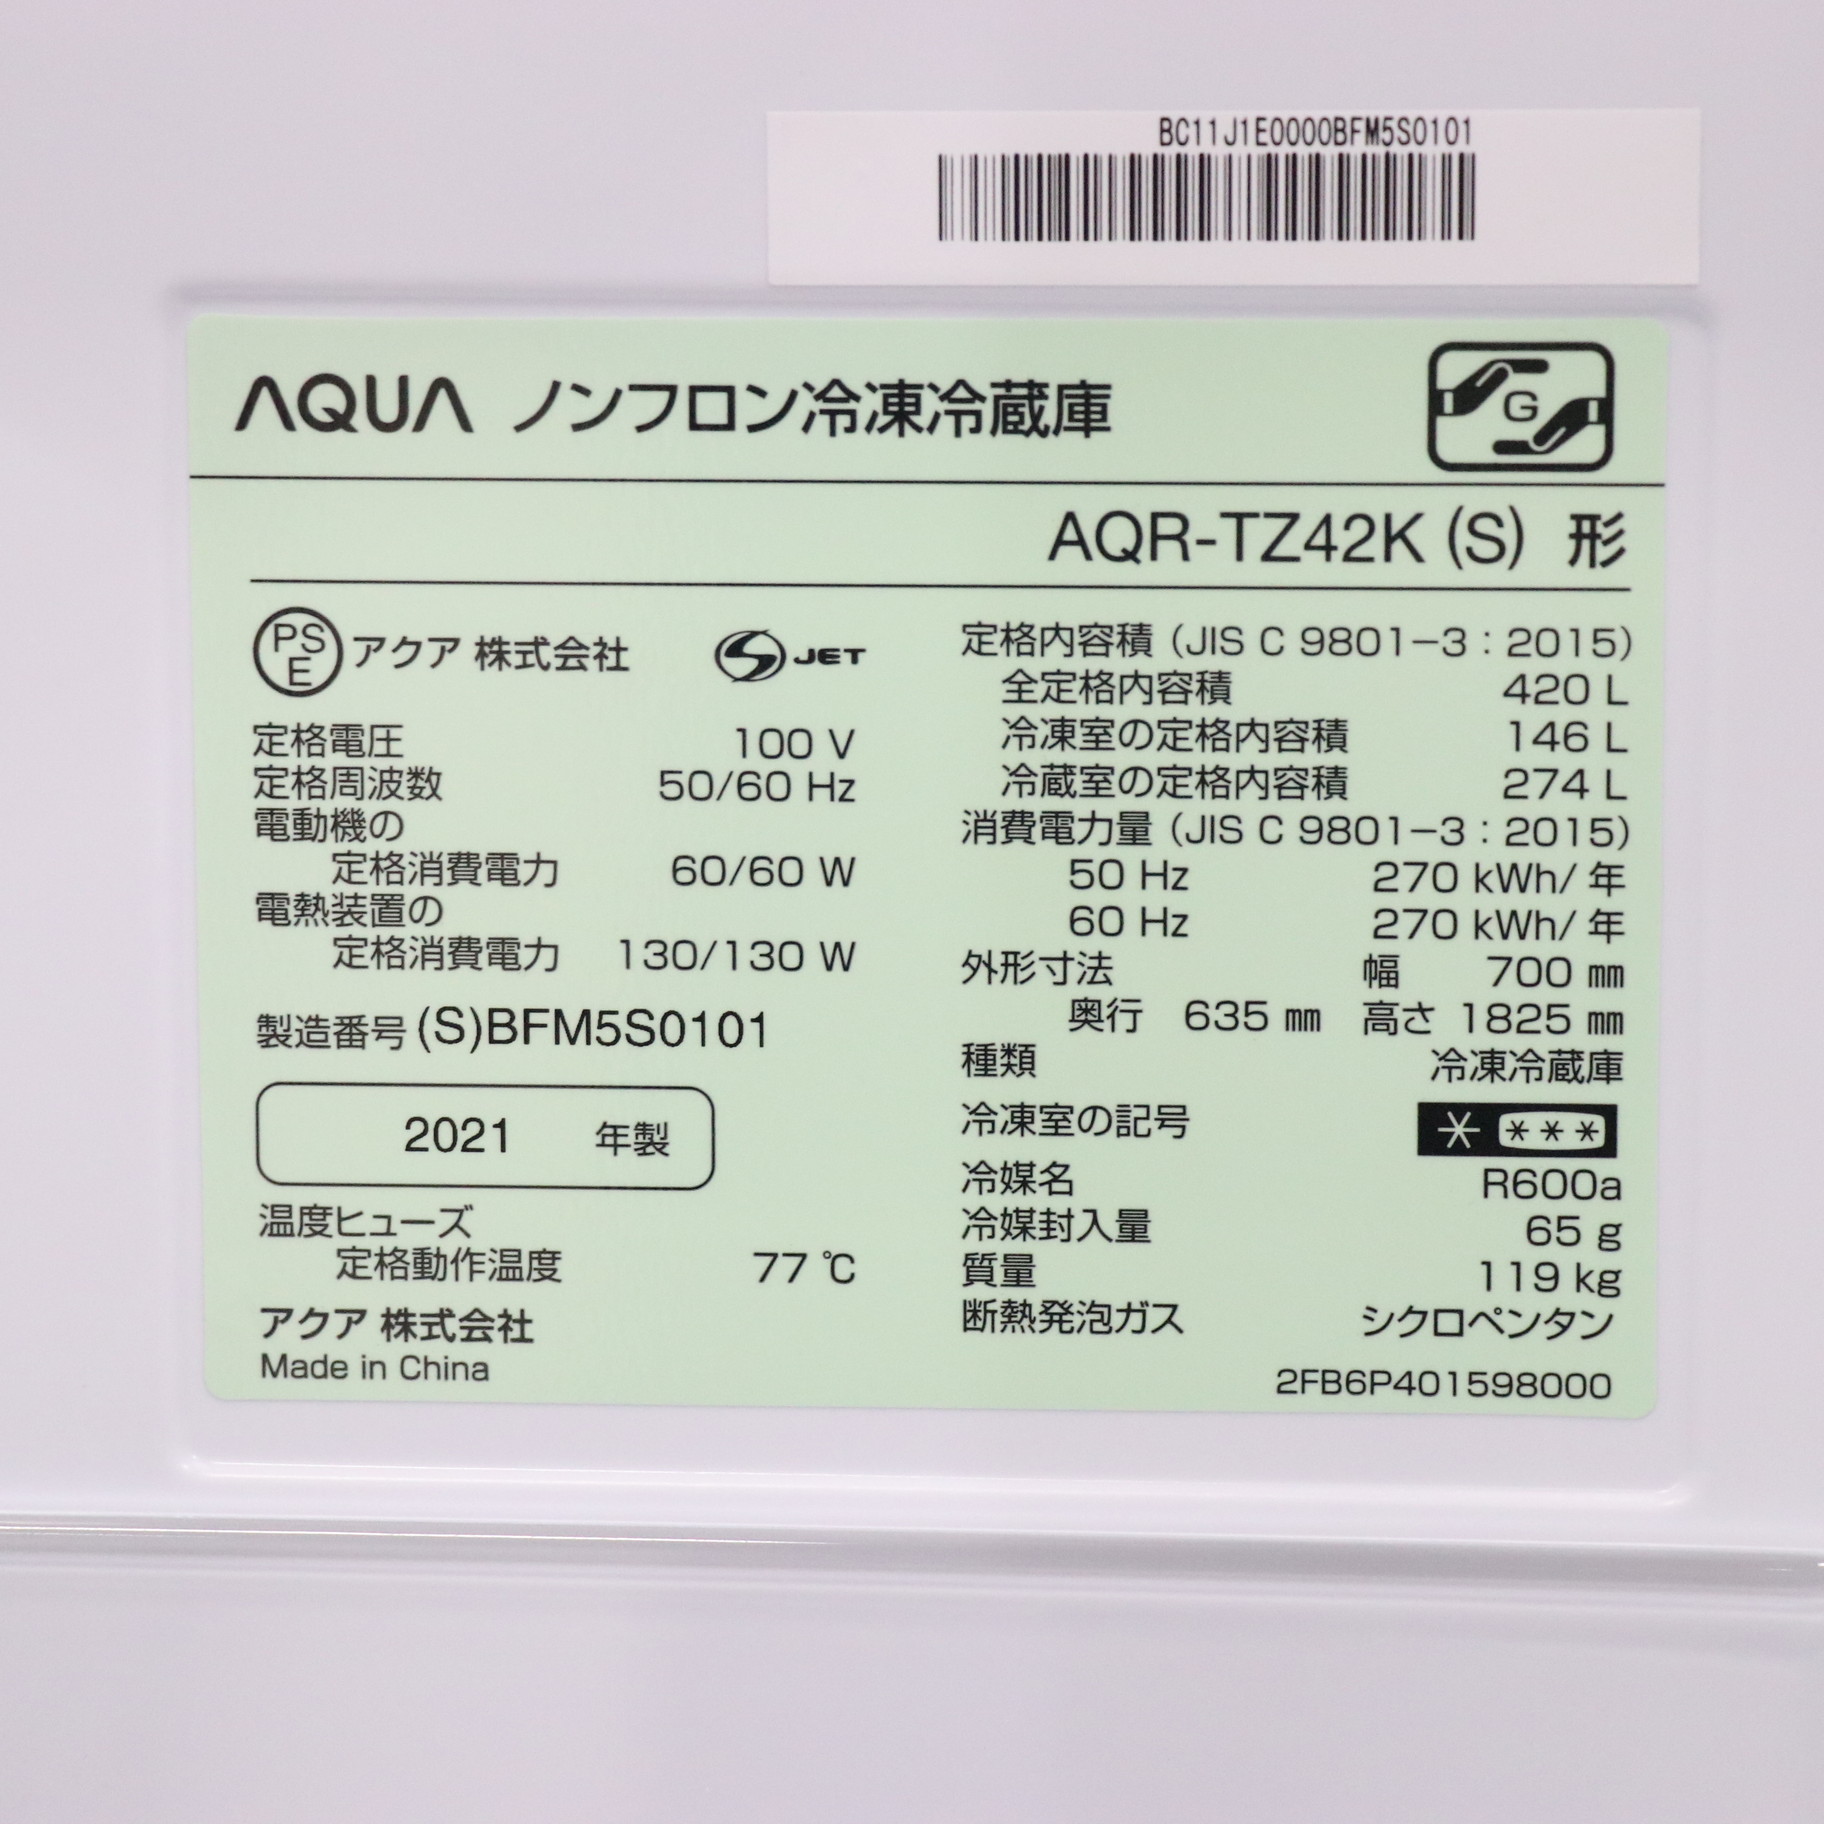 BC11J1E0000BFM5S0101
AQUA ノンフロン冷凍冷蔵庫
G
AQR-TZ42K (S) 形
PSE アクア 株式会社 S JET
定格電圧 100 V
定格周波数 50/60 Hz
電動機の
定格消費電力 60/60 W
電熱装置の
定格消費電力 130/130 W
製造番号 (S)BFM5S0101
2021 年製
温度ヒューズ
定格動作温度 77 ℃
アクア 株式会社
Made in China
定格内容積 (JIS C 9801−3：2015)
全定格内容積 420 L
冷凍室の定格内容積 146 L
冷蔵室の定格内容積 274 L
消費電力量 (JIS C 9801−3：2015)
50 Hz 270 kWh/年
60 Hz 270 kWh/年
外形寸法 幅 700 ㎜
奥行 635 ㎜ 高さ 1825 ㎜
種類 冷凍冷蔵庫
冷凍室の記号 * ***
冷媒名 R600a
冷媒封入量 65 g
質量 119 kg
断熱発泡ガス シクロペンタン
2FB6P401598000